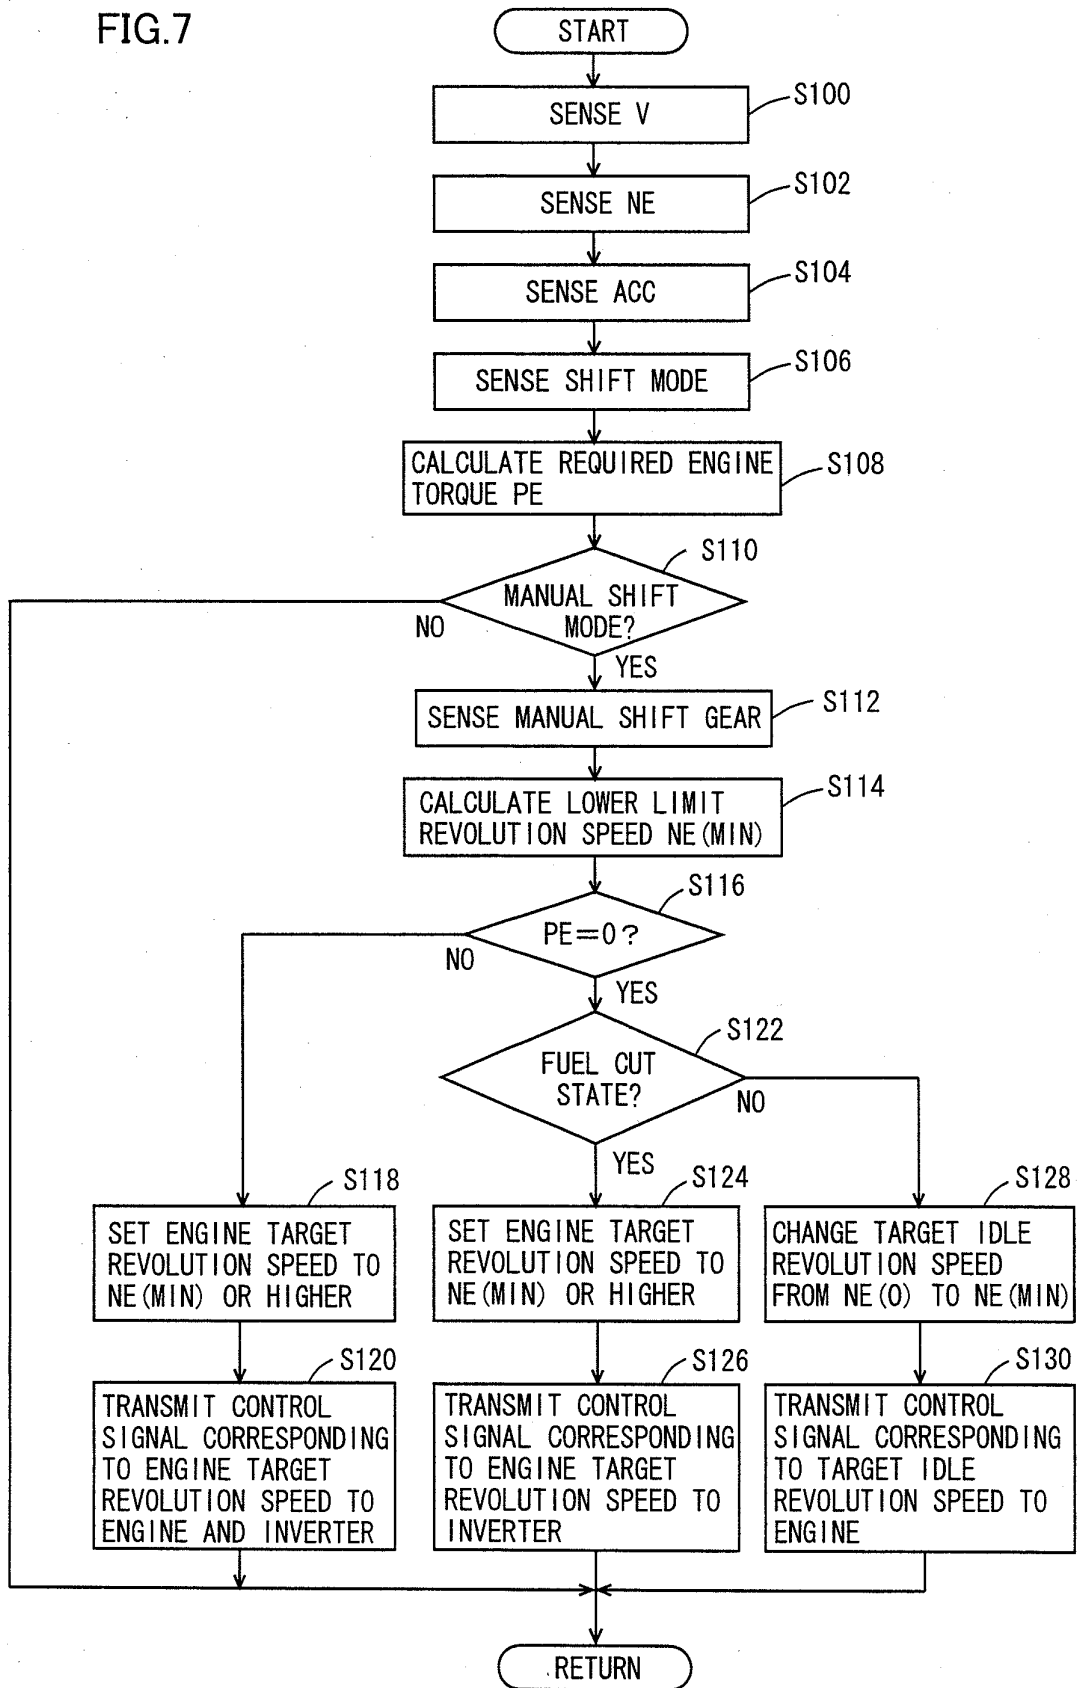 FIG.7
START
S100
SENSE V
S102
SENSE NE
S104
SENSE ACC
S106
SENSE SHIFT MODE
S108
CALCULATE REQUIRED ENGINE
TORQUE PE
S110
MANUAL SHIFT
MODE?
NO
YES
S112
SENSE MANUAL SHIFT GEAR
S114
CALCULATE LOWER LIMIT
REVOLUTION SPEED NE(MIN)
S116
PE=0?
NO
YES
S122
FUEL CUT
STATE?
NO
YES
S118
SET ENGINE TARGET
REVOLUTION SPEED TO
NE(MIN) OR HIGHER
S124
SET ENGINE TARGET
REVOLUTION SPEED TO
NE(MIN) OR HIGHER
S128
CHANGE TARGET IDLE
REVOLUTION SPEED
FROM NE(0) TO NE(MIN)
S120
TRANSMIT CONTROL
SIGNAL CORRESPONDING
TO ENGINE TARGET
REVOLUTION SPEED TO
ENGINE AND INVERTER
S126
TRANSMIT CONTROL
SIGNAL CORRESPONDING
TO ENGINE TARGET
REVOLUTION SPEED TO
INVERTER
S130
TRANSMIT CONTROL
SIGNAL CORRESPONDING
TO TARGET IDLE
REVOLUTION SPEED TO
ENGINE
RETURN